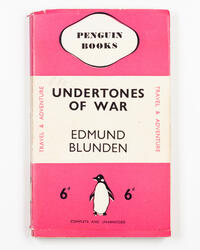 PENGUIN
BOOKS
UNDERTONES
OF WAR
TRAVEL & ADVENTURE
TRAVEL & ADVENTURE
EDMUND
BLUNDEN
6ᴰ
6ᴰ
COMPLETE AND UNABRIDGED